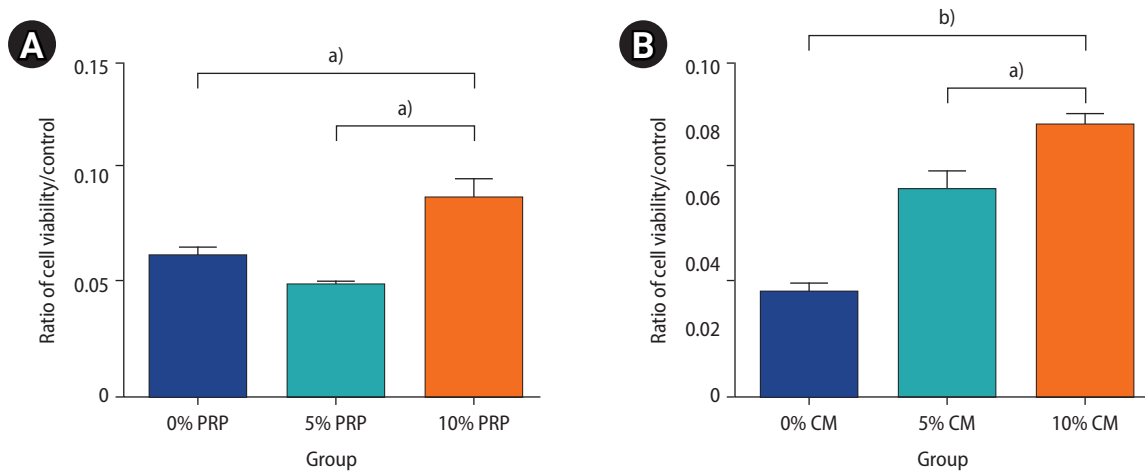 A
Ratio of cell viability/control
0.15
0.10
0.05
0
a)
a)
0% PRP 5% PRP 10% PRP
Group
B
Ratio of cell viability/control
0.10
0.08
0.06
0.04
0.02
0
b)
a)
0% CM 5% CM 10% CM
Group